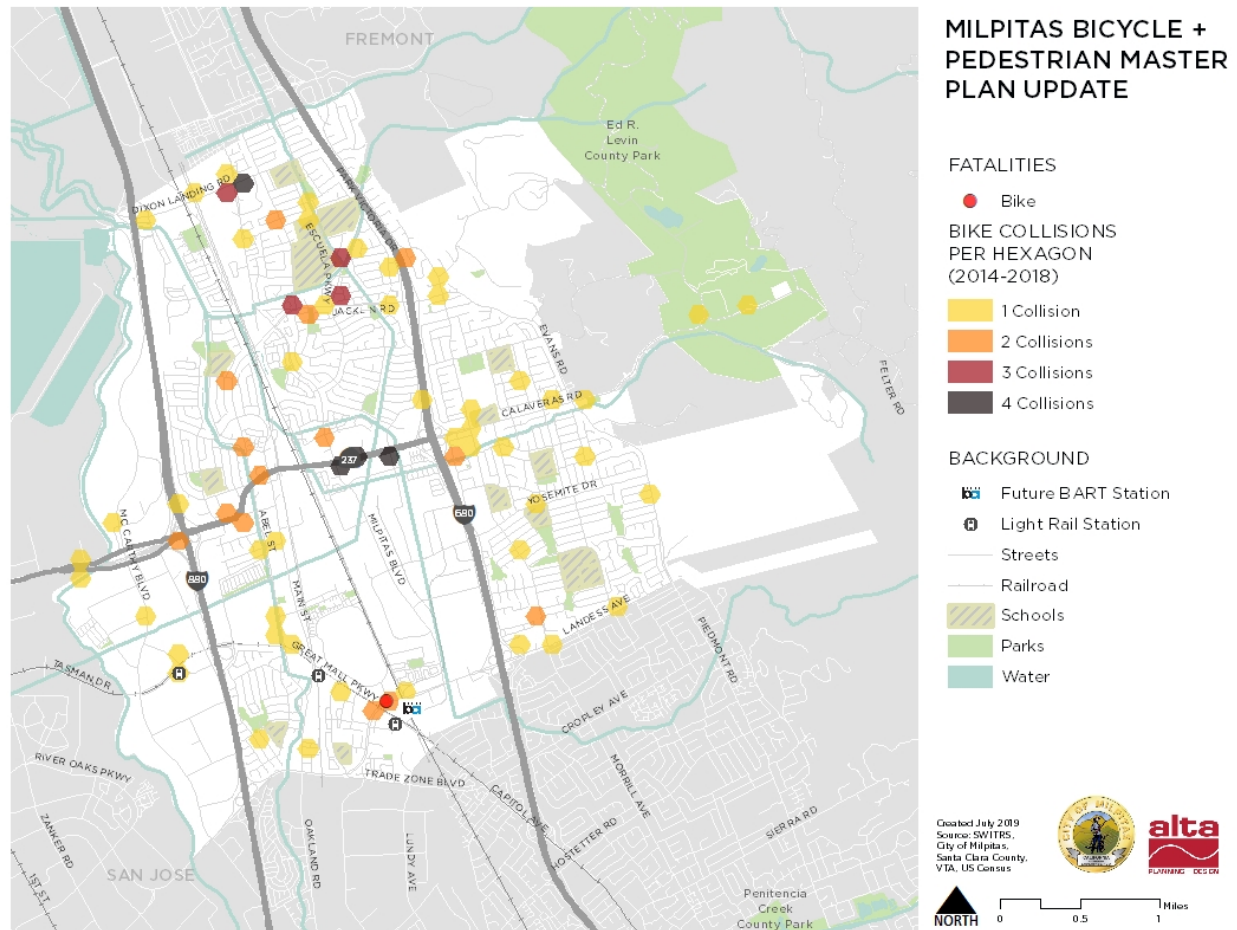 MILPITAS BICYCLE +
PEDESTRIAN MASTER
PLAN UPDATE
FATALITIES
Bike
BIKE COLLISIONS
PER HEXAGON
(2014-2018)
1 Collision
2 Collisions
3 Collisions
4 Collisions
BACKGROUND
Future BART Station
Light Rail Station
Streets
Railroad
Schools
Parks
Water
Created July 2019
Source: SWITRS,
City of Milpitas,
Santa Clara County,
VTA, US Census
CITY OF MILPITAS
CALIFORNIA
alta
PLANNING DESIGN
NORTH
0 0.5 1 Miles
FREMONT
Ed R.
Levin
County Park
DIXON LANDING RD
PARK VICTORIA DR
ESCUELA PKWY
JACKLIN RD
EVANS RD
FELTER RD
CALAVERAS RD
237
YOSEMITE DR
680
MC CARTHY BLVD
ABEL ST
MILPITAS BLVD
880
MAIN ST
LANDESS AVE
PIEDMONT RD
GREAT MALL PKWY
TASMAN DR
CROPLEY AVE
RIVER OAKS PKWY
TRADE ZONE BLVD
CAPITOL AVE
MORRILL AVE
HOSTETTER RD
SIERRA RD
ZANKER RD
1ST ST
OAKLAND RD
LUNDY AVE
SAN JOSE
Penitencia
Creek
County Park